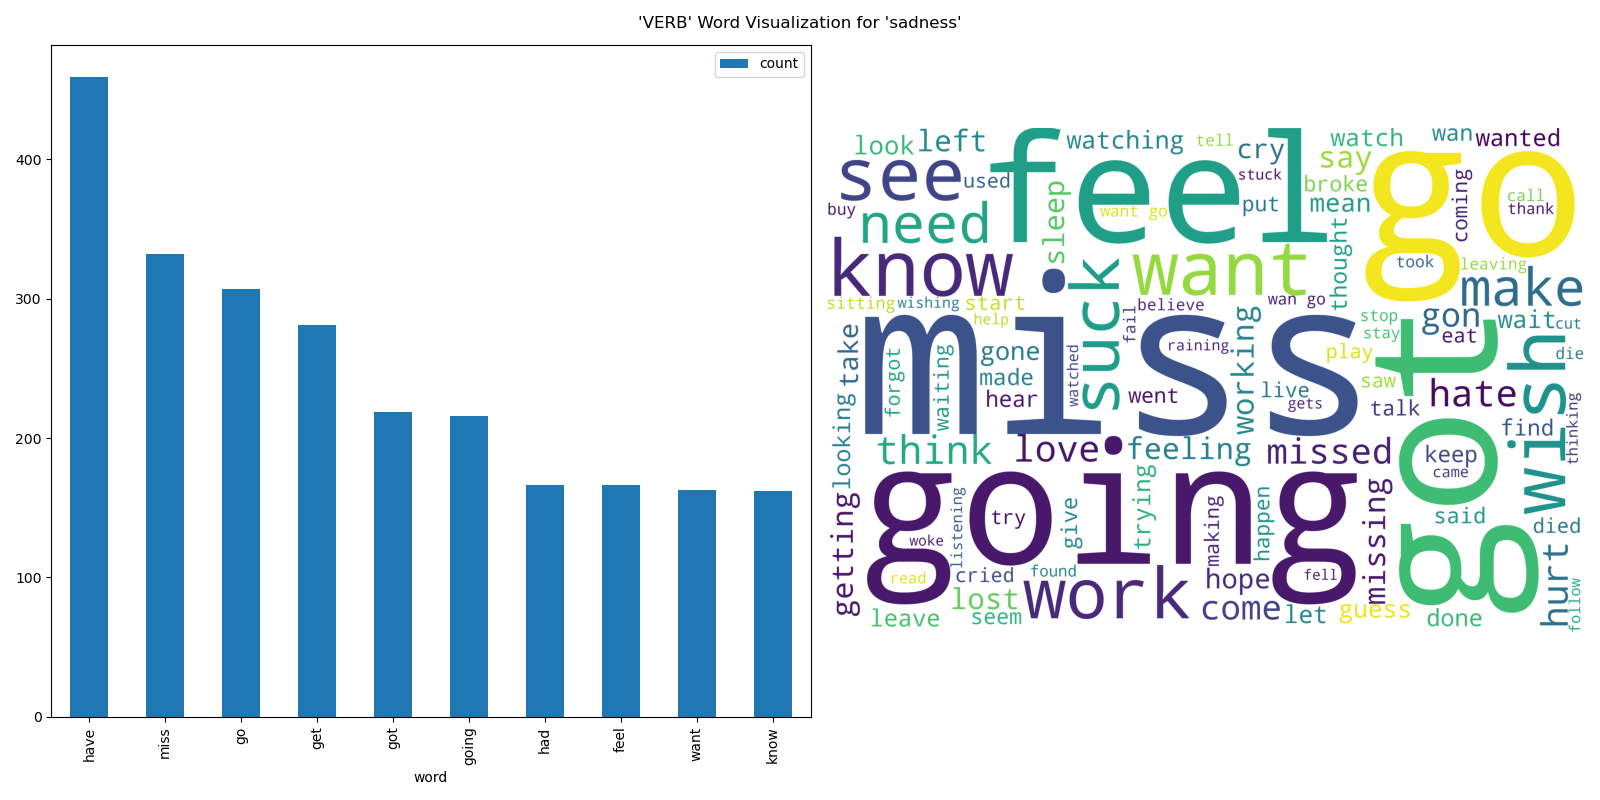 'VERB' Word Visualization for 'sadness'
count
400
300
200
100
0
have
miss
go
get
got
going
had
feel
want
know
word
look
left
watching
tell
cry
watch
wan
wanted
see
used
feel
stuck
say
go
broke
call
thank
buy
need
sleep
want go
put
mean
coming
know
want
thought
took
leaving
make
sitting
wishing
start
help
suck
fail
believe
wan go
stop
stay
gon
eat
wait
cut
take
miss
forgot
waiting
gone
made
hear
watched
raining
went
working
live
gets
play
saw
talk
got
hate
wish
die
looking
think
love
feeling
missed
find
keep
came
thinking
getting
going
listening
try
woke
read
give
trying
making
happen
fell
missing
said
died
hurt
follow
cried
found
lost
seem
leave
work
hope
come
let
guess
done